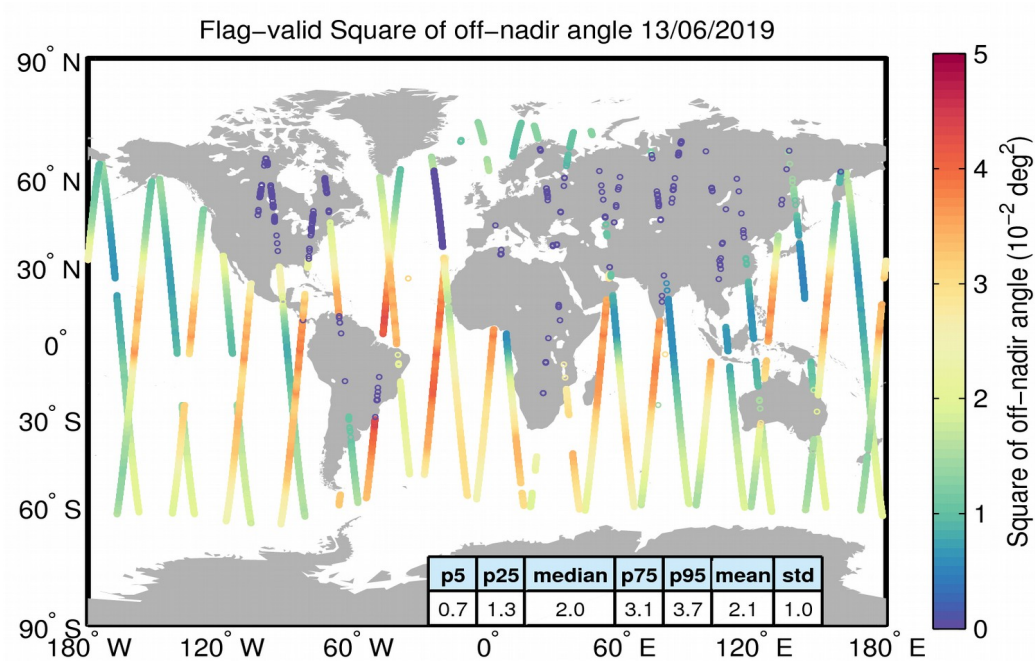 Flag−valid Square of off−nadir angle 13/06/2019
90° N
60° N
30° N
0°
30° S
60° S
90° S
180° W
120° W
60° W
0°
60° E
120° E
180° E
p5 p25 median p75 p95 mean std
0.7 1.3 2.0 3.1 3.7 2.1 1.0
5
4
3
2
1
0
Square of off−nadir angle (10⁻² deg²)